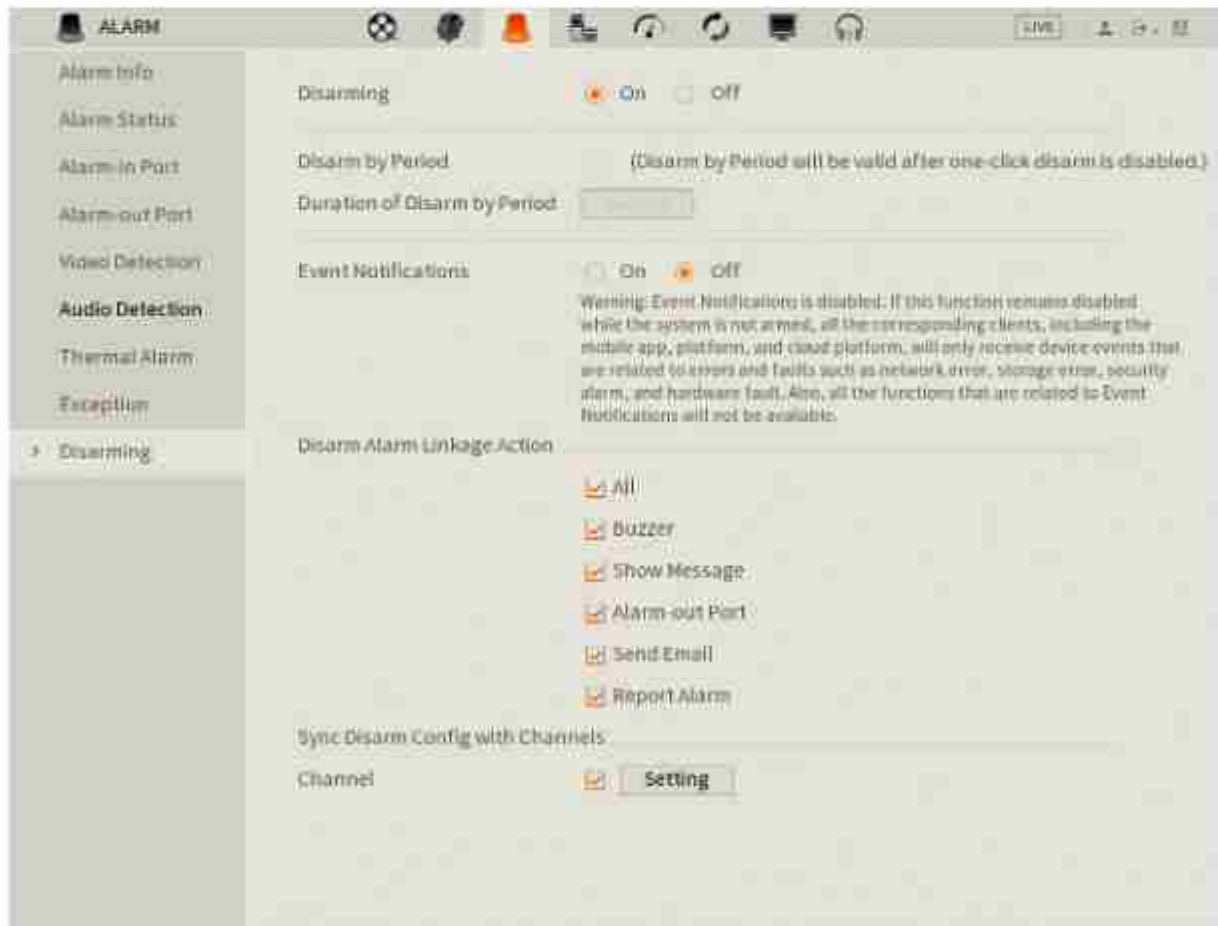 ALARM
LIVE
Alarm Info
Alarm Status
Alarm-in Port
Alarm-out Port
Video Detection
Audio Detection
Thermal Alarm
Exception
Disarming
Disarming On Off
Disarm by Period (Disarm by Period will be valid after one-click disarm is disabled.)
Duration of Disarm by Period
Event Notifications On Off
Warning: Event Notifications is disabled. If this function remains disabled
while the system is not armed, all the corresponding clients, including the
mobile app, platform, and cloud platform, will only receive device events that
are related to errors and faults such as network error, storage error, security
alarm, and hardware fault. Also, all the functions that are related to Event
Notifications will not be available.
Disarm Alarm Linkage Action
All
Buzzer
Show Message
Alarm-out Port
Send Email
Report Alarm
Sync Disarm Config with Channels
Channel Setting